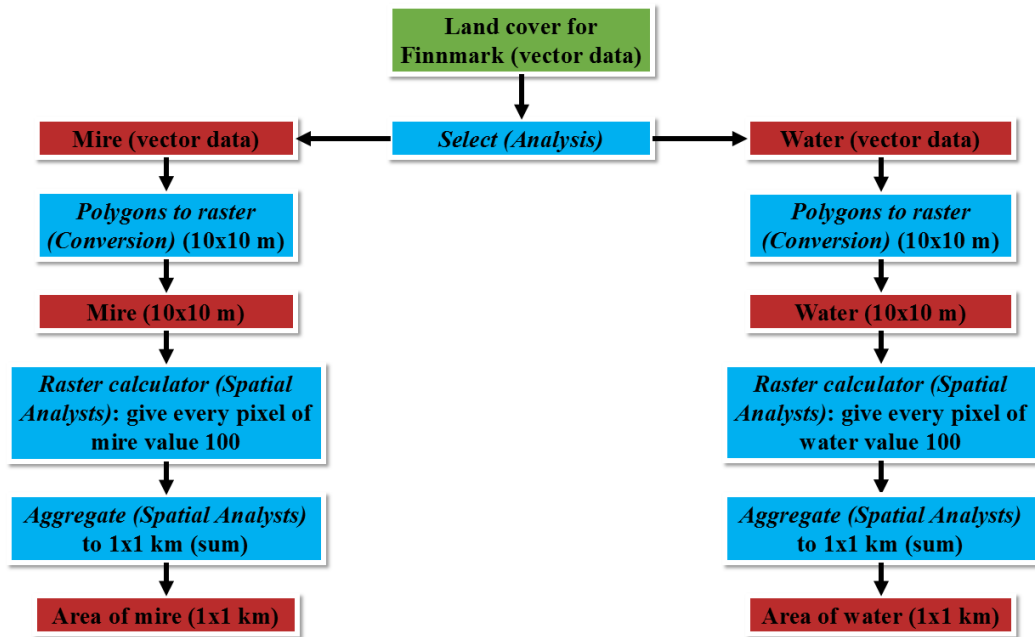 Land cover for
Finnmark (vector data)
Mire (vector data)
Select (Analysis)
Water (vector data)
Polygons to raster
(Conversion) (10x10 m)
Polygons to raster
(Conversion) (10x10 m)
Mire (10x10 m)
Water (10x10 m)
Raster calculator (Spatial
Analysts): give every pixel of
mire value 100
Raster calculator (Spatial
Analysts): give every pixel of
water value 100
Aggregate (Spatial Analysts)
to 1x1 km (sum)
Aggregate (Spatial Analysts)
to 1x1 km (sum)
Area of mire (1x1 km)
Area of water (1x1 km)